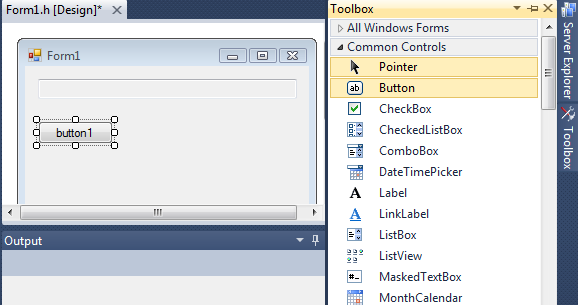 Form1.h [Design]*
Form1
button1
Output
Toolbox
All Windows Forms
Common Controls
Pointer
ab Button
CheckBox
CheckedListBox
ComboBox
DateTimePicker
A Label
A LinkLabel
ListBox
ListView
#- MaskedTextBox
MonthCalendar
Server Explorer
Toolbox